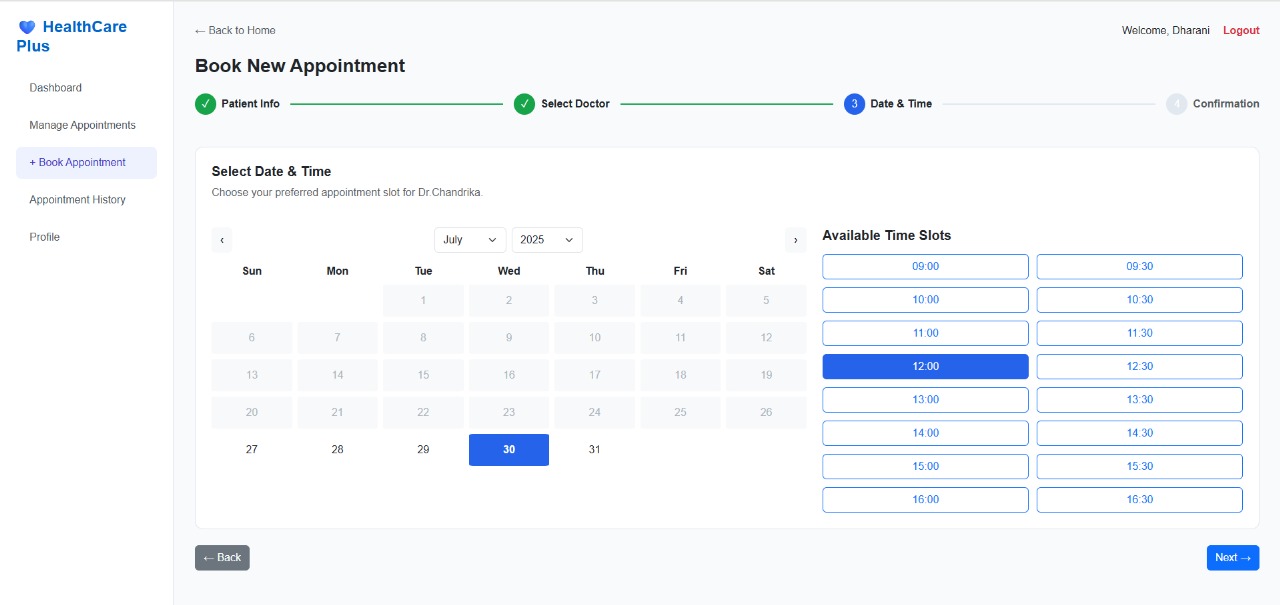 HealthCare
Plus
Dashboard
Manage Appointments
+ Book Appointment
Appointment History
Profile
← Back to Home
Welcome, Dharani Logout
Book New Appointment
✓ Patient Info ✓ Select Doctor 3 Date & Time 4 Confirmation
Select Date & Time
Choose your preferred appointment slot for Dr.Chandrika.
‹ July 2025 ›
Sun Mon Tue Wed Thu Fri Sat
1 2 3 4 5
6 7 8 9 10 11 12
13 14 15 16 17 18 19
20 21 22 23 24 25 26
27 28 29 30 31
Available Time Slots
09:00 09:30
10:00 10:30
11:00 11:30
12:00 12:30
13:00 13:30
14:00 14:30
15:00 15:30
16:00 16:30
← Back
Next →